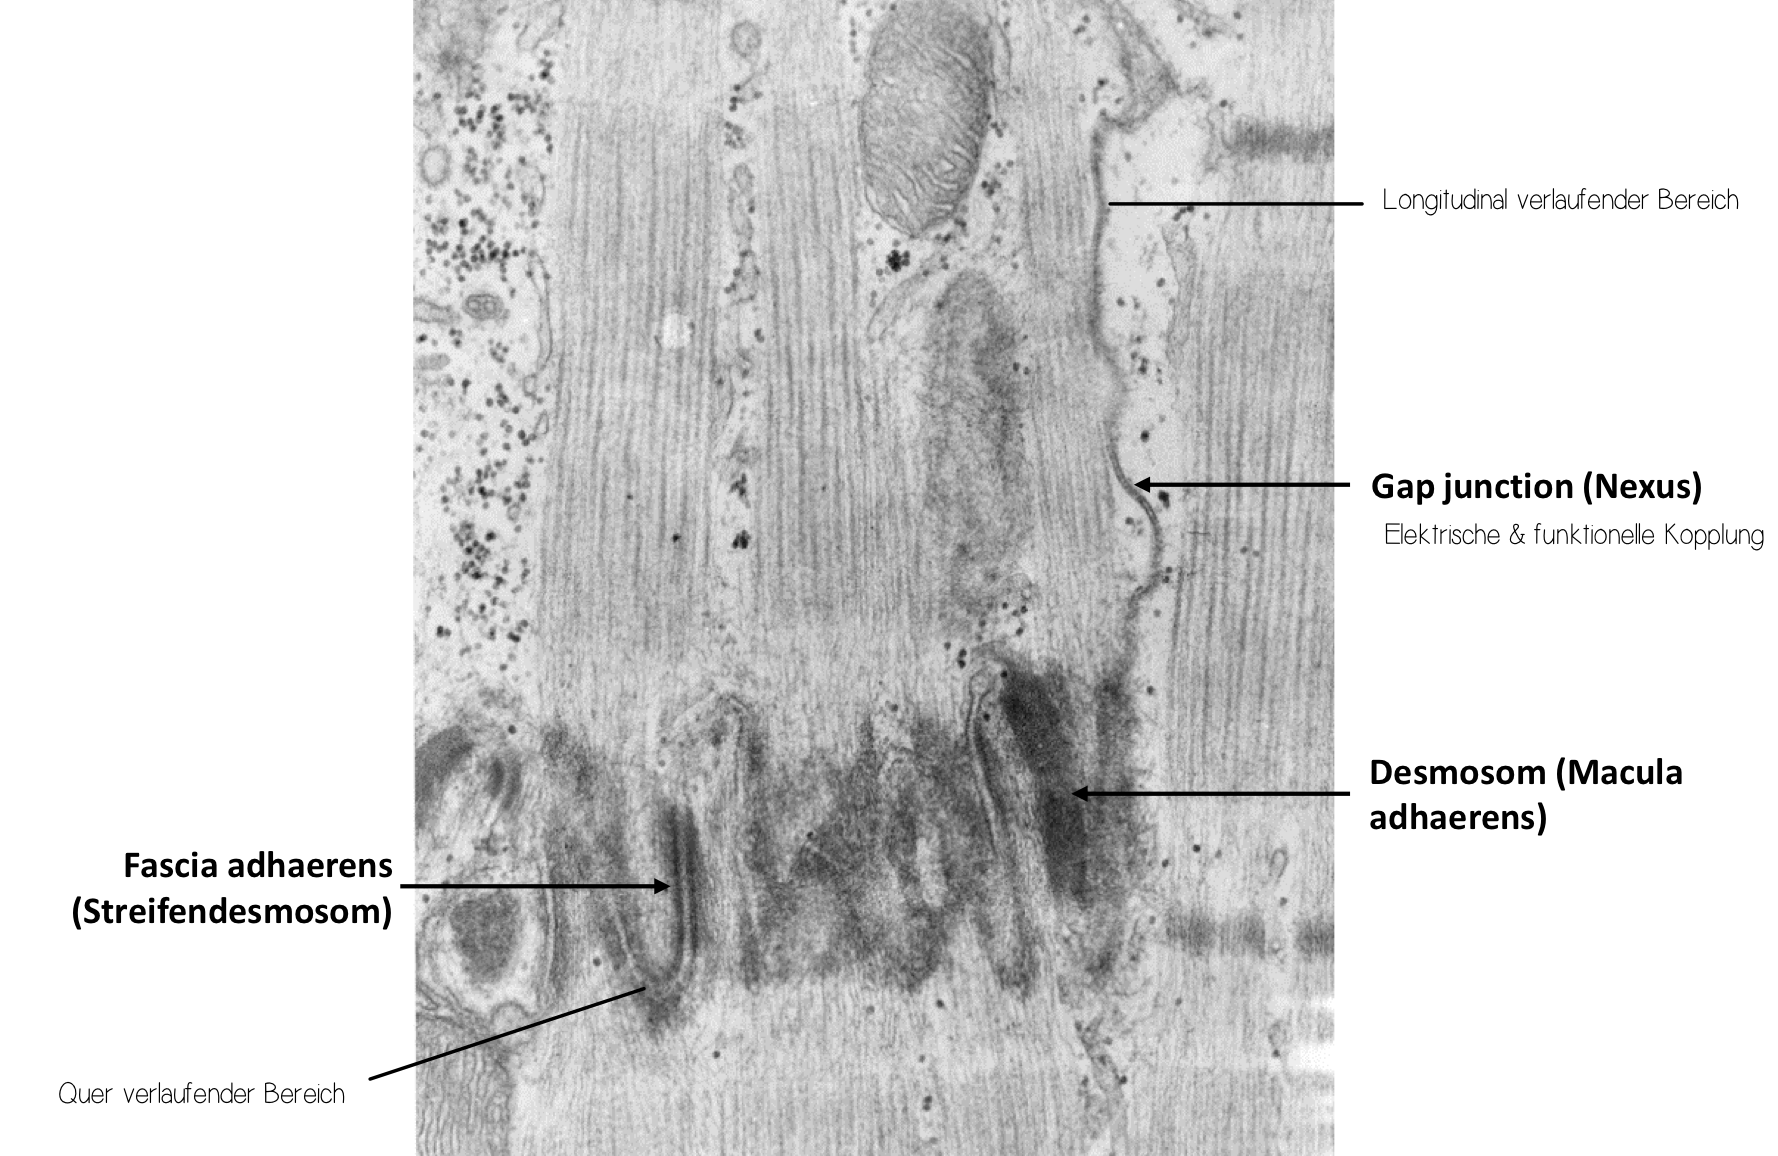 Longitudinal verlaufender Bereich
Gap junction (Nexus)
Elektrische & funktionelle Kopplung
Desmosom (Macula
adhaerens)
Fascia adhaerens
(Streifendesmosom)
Quer verlaufender Bereich